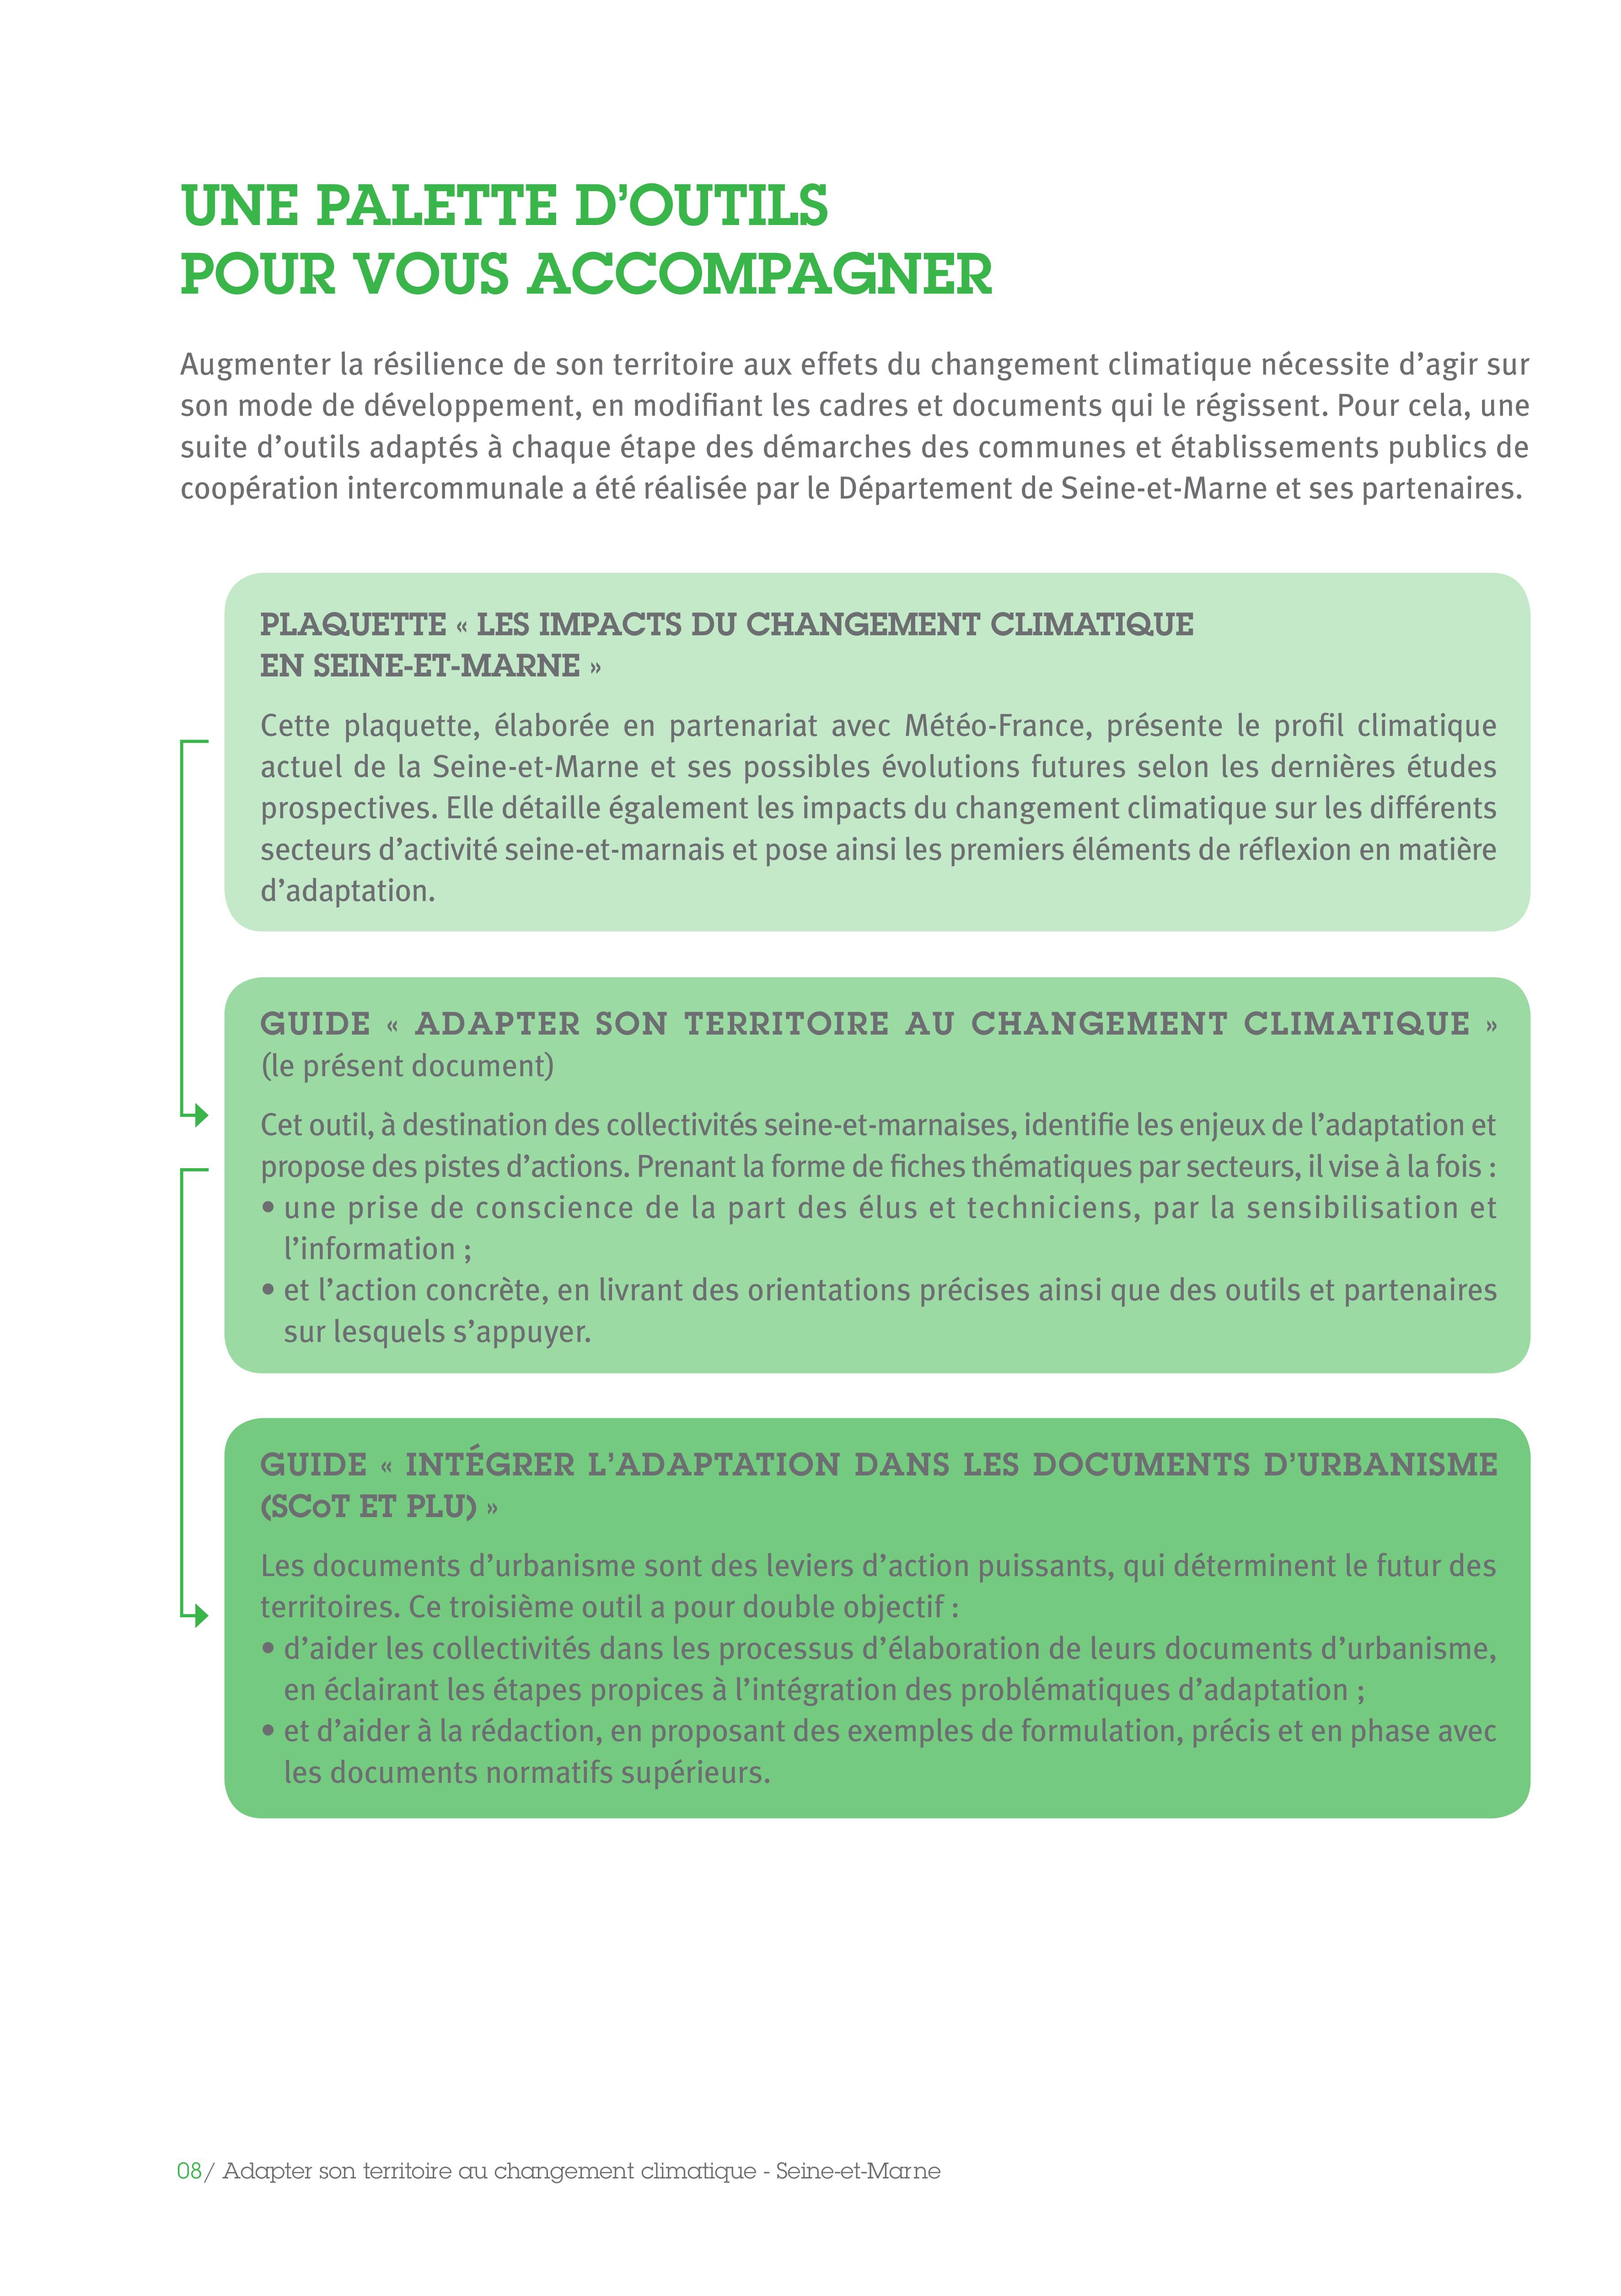 UNE PALETTE D’OUTILS
POUR VOUS ACCOMPAGNER
Augmenter la résilience de son territoire aux effets du changement climatique nécessite d’agir sur
son mode de développement, en modifiant les cadres et documents qui le régissent. Pour cela, une
suite d’outils adaptés à chaque étape des démarches des communes et établissements publics de
coopération intercommunale a été réalisée par le Département de Seine-et-Marne et ses partenaires.
PLAQUETTE « LES IMPACTS DU CHANGEMENT CLIMATIQUE
EN SEINE-ET-MARNE »
Cette plaquette, élaborée en partenariat avec Météo-France, présente le profil climatique
actuel de la Seine-et-Marne et ses possibles évolutions futures selon les dernières études
prospectives. Elle détaille également les impacts du changement climatique sur les différents
secteurs d’activité seine-et-marnais et pose ainsi les premiers éléments de réflexion en matière
d’adaptation.
GUIDE « ADAPTER SON TERRITOIRE AU CHANGEMENT CLIMATIQUE »
(le présent document)
Cet outil, à destination des collectivités seine-et-marnaises, identifie les enjeux de l’adaptation et
propose des pistes d’actions. Prenant la forme de fiches thématiques par secteurs, il vise à la fois :
• une prise de conscience de la part des élus et techniciens, par la sensibilisation et
l’information ;
• et l’action concrète, en livrant des orientations précises ainsi que des outils et partenaires
sur lesquels s’appuyer.
GUIDE « INTÉGRER L’ADAPTATION DANS LES DOCUMENTS D’URBANISME
(SCoT ET PLU) »
Les documents d’urbanisme sont des leviers d’action puissants, qui déterminent le futur des
territoires. Ce troisième outil a pour double objectif :
• d’aider les collectivités dans les processus d’élaboration de leurs documents d’urbanisme,
en éclairant les étapes propices à l’intégration des problématiques d’adaptation ;
• et d’aider à la rédaction, en proposant des exemples de formulation, précis et en phase avec
les documents normatifs supérieurs.
08/ Adapter son territoire au changement climatique - Seine-et-Marne